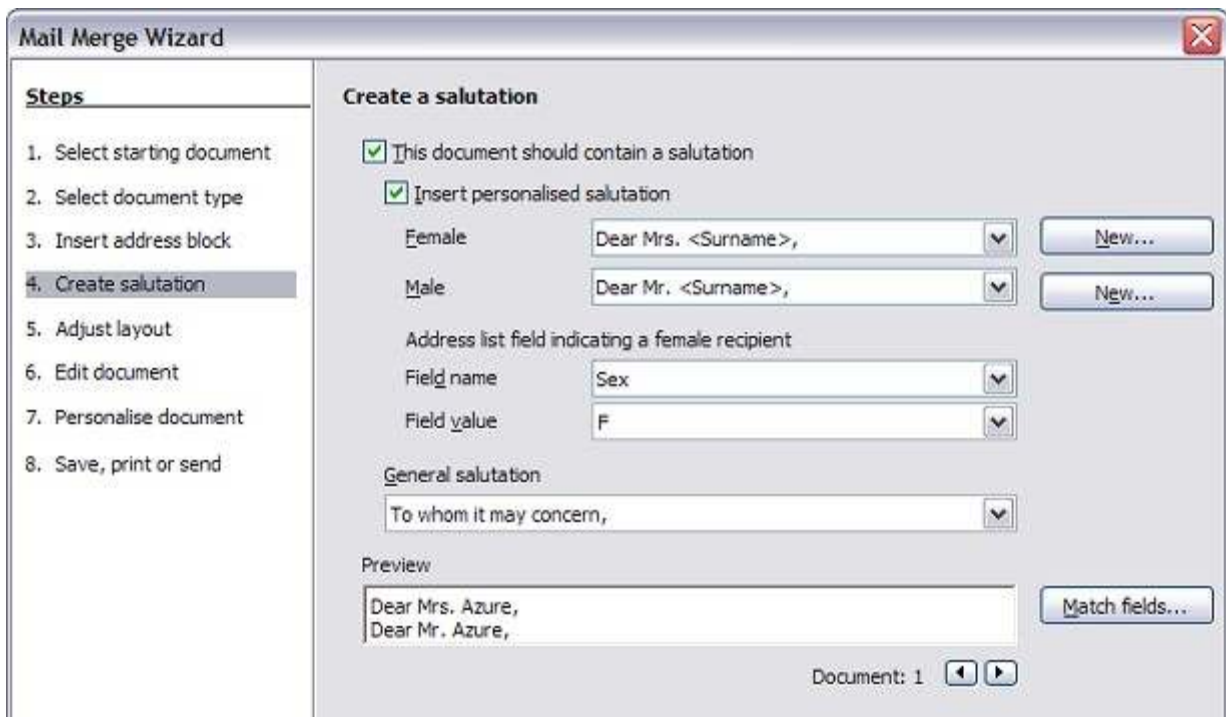 Mail Merge Wizard
Steps
1. Select starting document
2. Select document type
3. Insert address block
4. Create salutation
5. Adjust layout
6. Edit document
7. Personalise document
8. Save, print or send
Create a salutation
This document should contain a salutation
Insert personalised salutation
Female Dear Mrs. <Surname>, New...
Male Dear Mr. <Surname>, New...
Address list field indicating a female recipient
Field name Sex
Field value F
General salutation
To whom it may concern,
Preview
Dear Mrs. Azure,
Dear Mr. Azure,
Match fields...
Document: 1